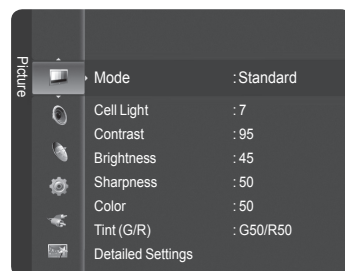 Picture
Mode : Standard
Cell Light : 7
Contrast : 95
Brightness : 45
Sharpness : 50
Color : 50
Tint (G/R) : G50/R50
Detailed Settings